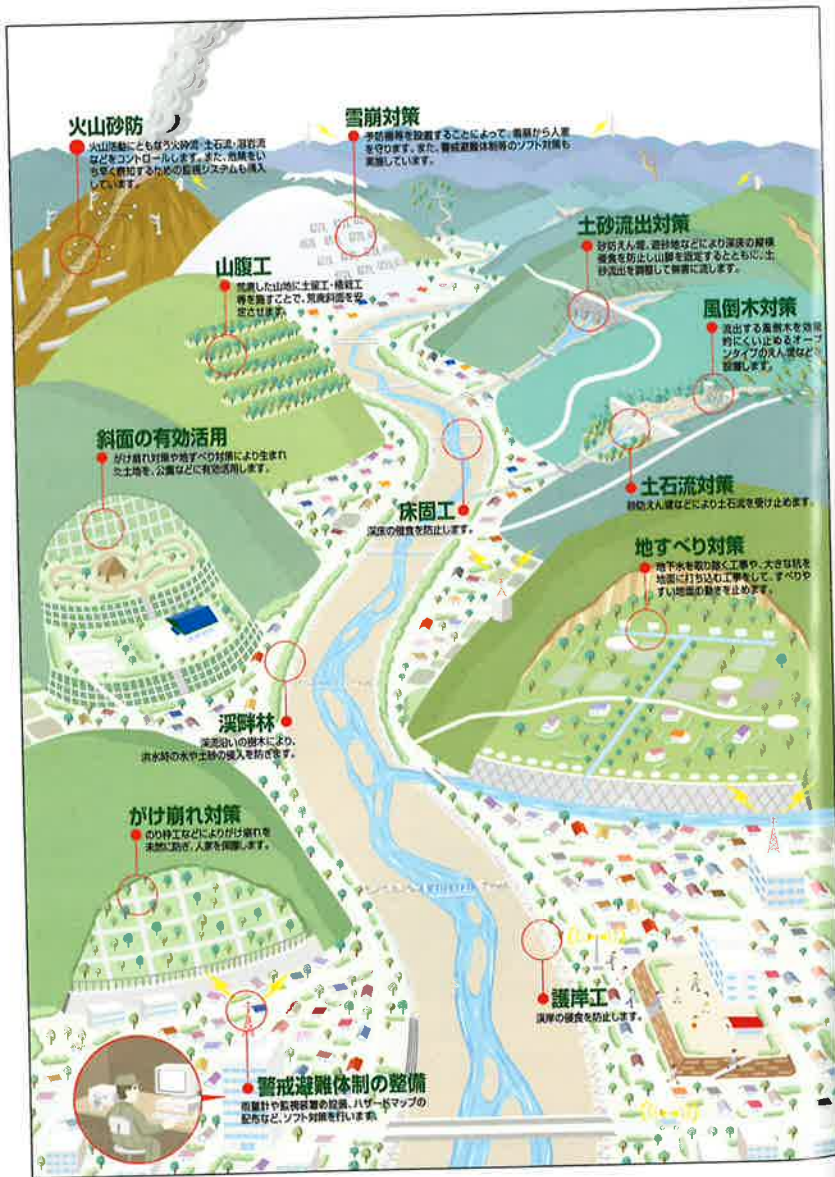 火山砂防
火山活動にともなう火砕流・土石流・溶岩流
などをコントロールします。また、危険をい
ち早く察知するための監視システムも導入
しています。
雪崩対策
予防柵等を設置することによって、雪崩から人家
を守ります。また、警戒避難体制等のソフト対策も
実施しています。
土砂流出対策
砂防えん堤、遊砂地などにより渓床の縦横
侵食を防止し山脚を固定するとともに、土
砂流出を調整して無害に流します。
山腹工
荒廃した山地に土留工・植栽工
等を施すことで、荒廃斜面を安
定させます。
風倒木対策
流出する風倒木を効果
的にくい止めるオープ
ンタイプのえん堤などを
設置します。
斜面の有効活用
がけ崩れ対策や地すべり対策により生まれ
た土地を、公園などに有効活用します。
土石流対策
砂防えん堤などにより土石流を受け止めます。
床固工
渓床の侵食を防止します。
地すべり対策
地下水を取り除く工事や、大きな杭を
地面に打ち込む工事をして、すべりや
すい地面の動きを止めます。
渓畔林
渓流沿いの樹木により、
洪水時の水や土砂の侵入を防ぎます。
がけ崩れ対策
のり枠工などによりがけ崩れを
未然に防ぎ、人家を保護します。
護岸工
渓岸の侵食を防止します。
警戒避難体制の整備
雨量計や監視装置の設置、ハザードマップの
配布など、ソフト対策を行います。